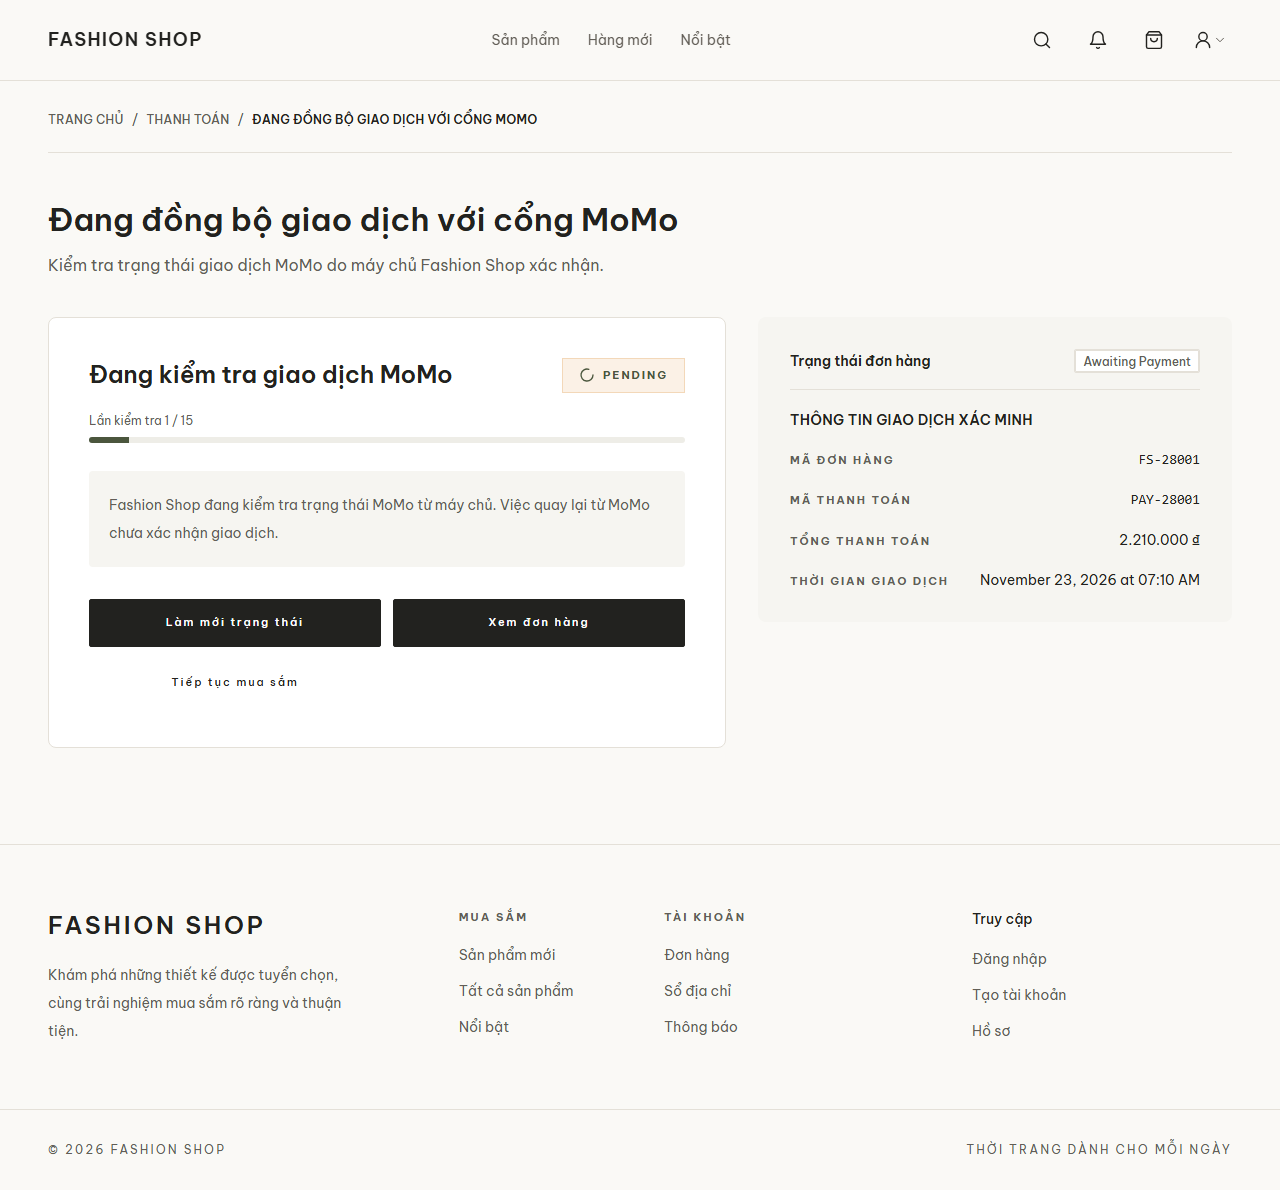 FASHION SHOP
Sản phẩm
Hàng mới
Nổi bật
TRANG CHỦ / THANH TOÁN / ĐANG ĐỒNG BỘ GIAO DỊCH VỚI CỔNG MOMO
Đang đồng bộ giao dịch với cổng MoMo
Kiểm tra trạng thái giao dịch MoMo do máy chủ Fashion Shop xác nhận.
Đang kiểm tra giao dịch MoMo
PENDING
Lần kiểm tra 1 / 15
Fashion Shop đang kiểm tra trạng thái MoMo từ máy chủ. Việc quay lại từ MoMo
chưa xác nhận giao dịch.
Làm mới trạng thái
Xem đơn hàng
Tiếp tục mua sắm
Trạng thái đơn hàng
Awaiting Payment
THÔNG TIN GIAO DỊCH XÁC MINH
MÃ ĐƠN HÀNG
FS-28001
MÃ THANH TOÁN
PAY-28001
TỔNG THANH TOÁN
2.210.000 ₫
THỜI GIAN GIAO DỊCH
November 23, 2026 at 07:10 AM
FASHION SHOP
Khám phá những thiết kế được tuyển chọn,
cùng trải nghiệm mua sắm rõ ràng và thuận
tiện.
MUA SẮM
Sản phẩm mới
Tất cả sản phẩm
Nổi bật
TÀI KHOẢN
Đơn hàng
Sổ địa chỉ
Thông báo
Truy cập
Đăng nhập
Tạo tài khoản
Hồ sơ
© 2026 FASHION SHOP
THỜI TRANG DÀNH CHO MỖI NGÀY